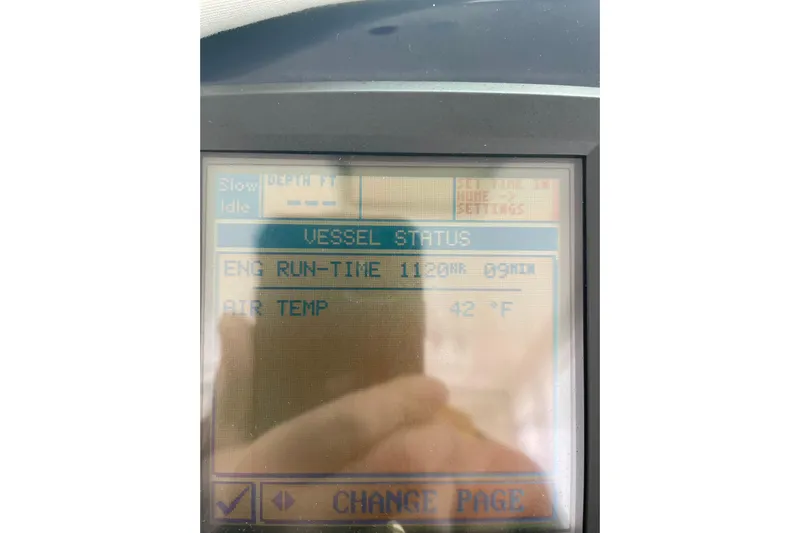 Slow
Idle
DEPTH FT
---
SET TIME IN
HOME ->
SETTINGS
VESSEL STATUS
ENG RUN-TIME 1120HR 09MIN
AIR TEMP 42 °F
CHANGE PAGE